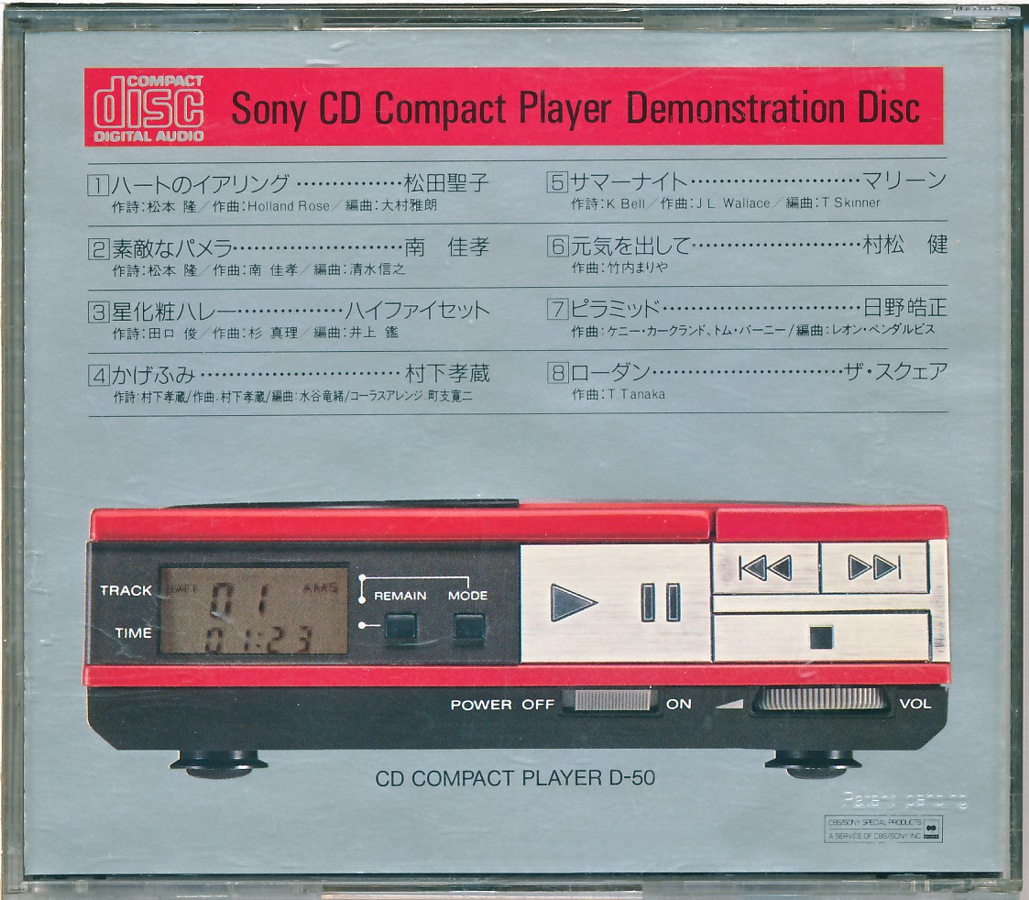 COMPACT
disc
DIGITAL AUDIO
Sony CD Compact Player Demonstration Disc
1 ハートのイアリング……………松田聖子
作詩:松本 隆/作曲:Holland Rose/編曲:大村雅朗
2 素敵なパメラ……………………南 佳孝
作詩:松本 隆/作曲:南 佳孝/編曲:清水信之
3 星化粧ハレー……………ハイファイセット
作詩:田口 俊/作曲:杉 真理/編曲:井上 鑑
4 かげふみ…………………………村下孝蔵
作詩:村下孝蔵/作曲:村下孝蔵/編曲:水谷竜緒/コーラスアレンジ 町支寛二
5 サマーナイト……………………マリーン
作詩:K Bell/作曲:J L Wallace/編曲:T Skinner
6 元気を出して……………………村松 健
作曲:竹内まりや
7 ピラミッド………………………日野皓正
作曲:ケニー・カークランド、トム・バーニー/編曲:レオン・ペンダルビス
8 ローダン………………………ザ・スクェア
作曲:T Tanaka
TRACK
BATT 01 AMS
TIME
01:23
REMAIN MODE
POWER OFF ON VOL
CD COMPACT PLAYER D-50
Patent pending
CBS/SONY SPECIAL PRODUCTS
A SERVICE OF CBS/SONY INC.